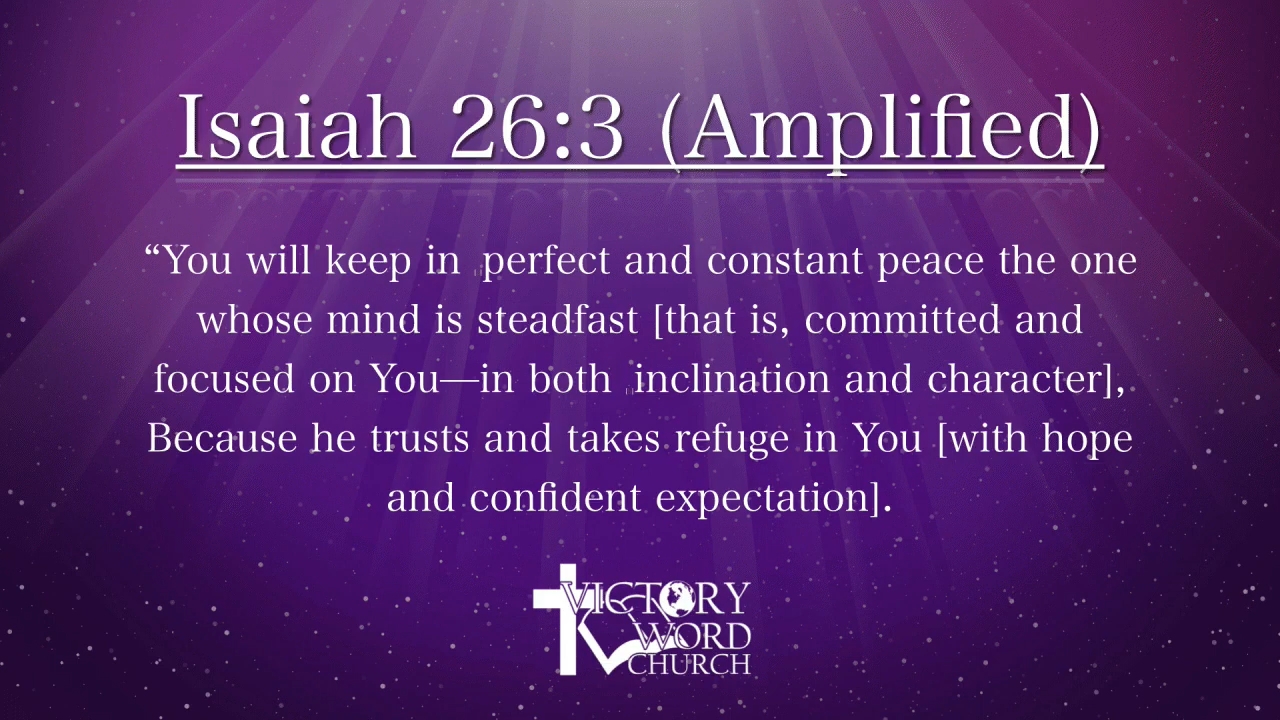 Isaiah 26:3 (Amplified)
“You will keep in perfect and constant peace the one
whose mind is steadfast [that is, committed and
focused on You—in both inclination and character],
Because he trusts and takes refuge in You [with hope
and confident expectation].
VICTORY
WORD
CHURCH